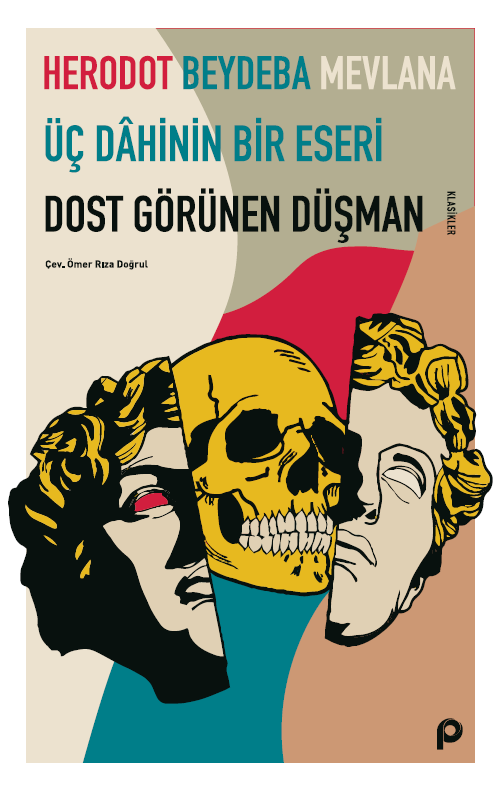 HERODOT BEYDEBA MEVLANA
ÜÇ DÂHİNİN BİR ESERİ
DOST GÖRÜNEN DÜŞMAN
KLASİKLER
Çev. Ömer Rıza Doğrul